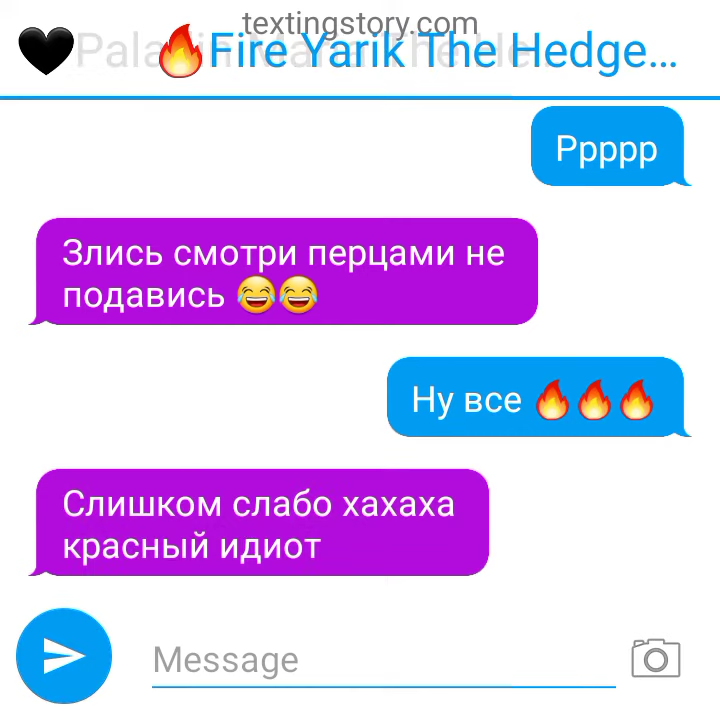 textingstory.com
🖤 🔥Fire Yarik The Hedge...
Ррррр
Злись смотри перцами не
подавись 😂😂
Ну все 🔥🔥🔥
Слишком слабо хахаха
красный идиот
Message